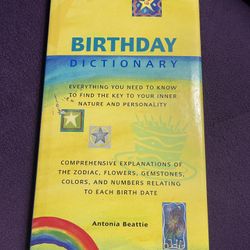 BIRTHDAY
DICTIONARY
EVERYTHING YOU NEED TO KNOW
TO FIND THE KEY TO YOUR INNER
NATURE AND PERSONALITY
COMPREHENSIVE EXPLANATIONS OF
THE ZODIAC, FLOWERS, GEMSTONES,
COLORS, AND NUMBERS RELATING
TO EACH BIRTH DATE
Antonia Beattie